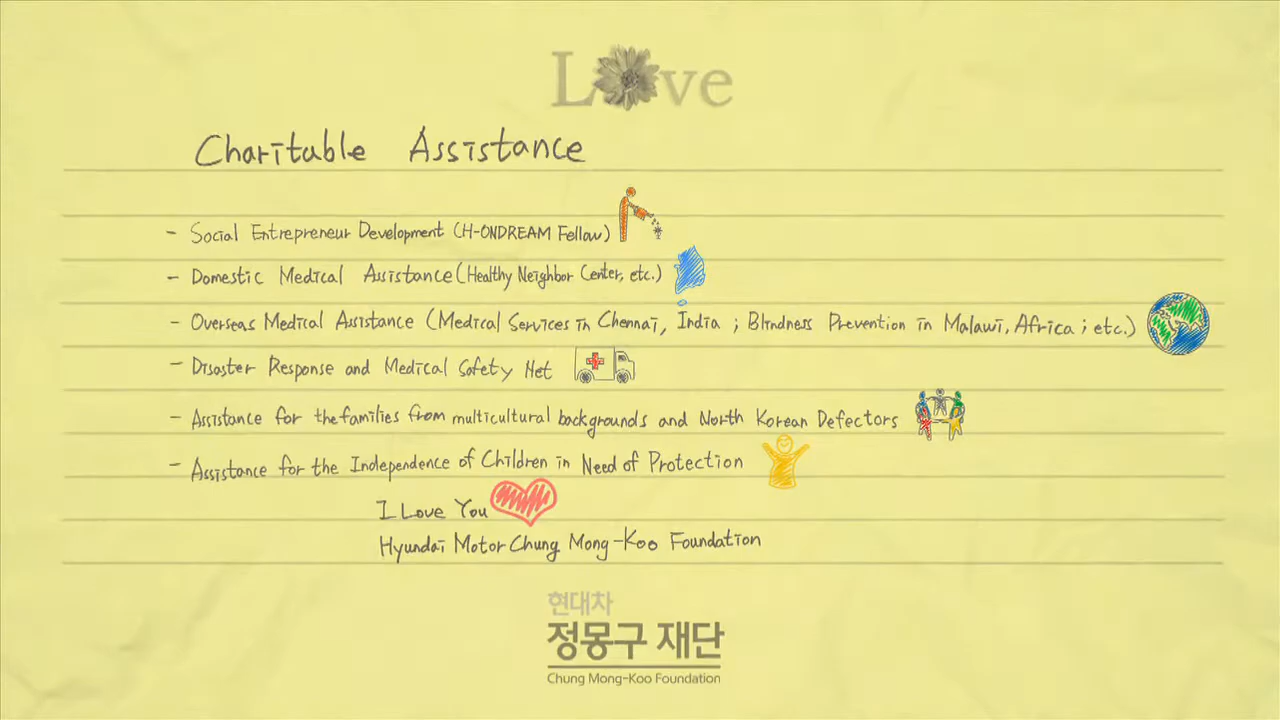 Love
Charitable Assistance
- Social Entrepreneur Development (H-ONDREAM Fellow)
- Domestic Medical Assistance (Healthy Neighbor Center, etc.)
- Overseas Medical Assistance (Medical Services in Chennai, India ; Blindness Prevention in Malawi, Africa ; etc.)
- Disaster Response and Medical Safety Net
- Assistance for the families from multicultural backgrounds and North Korean Defectors
- Assistance for the Independence of Children in Need of Protection
I Love You
Hyundai Motor Chung Mong-Koo Foundation
현대차
정몽구 재단
Chung Mong-Koo Foundation